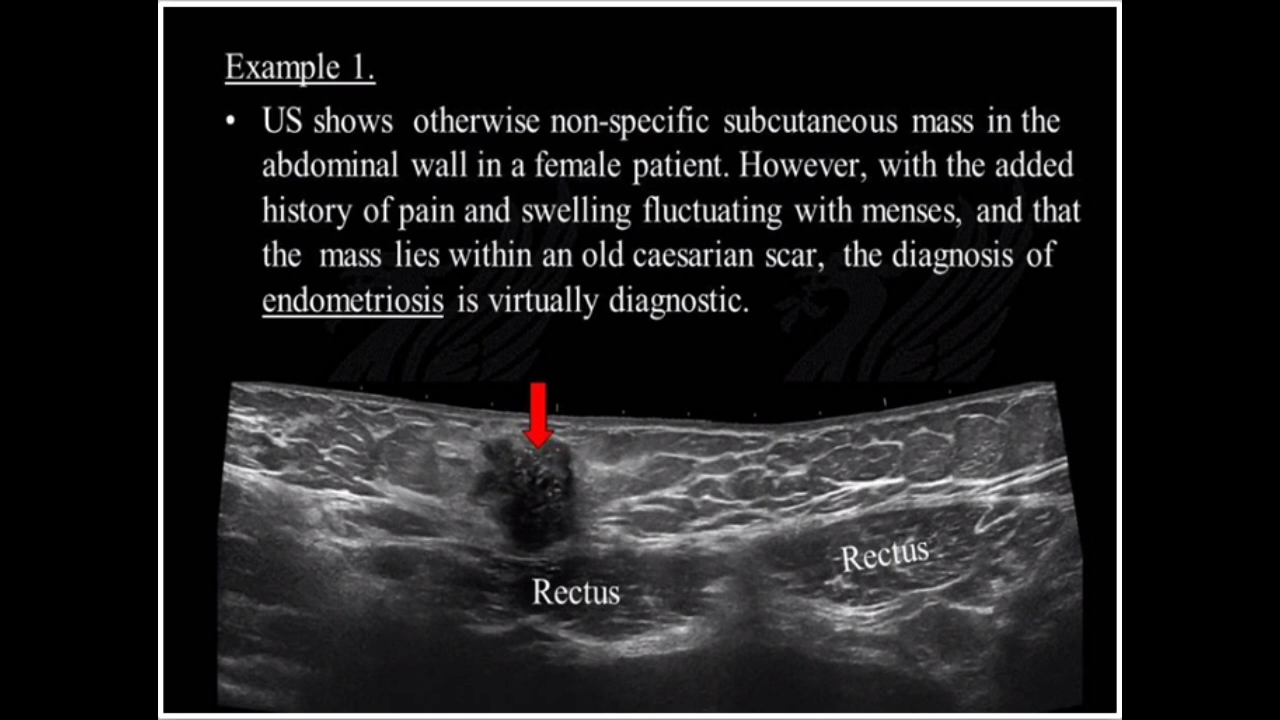 Example 1.
• US shows otherwise non-specific subcutaneous mass in the
abdominal wall in a female patient. However, with the added
history of pain and swelling fluctuating with menses, and that
the mass lies within an old caesarian scar, the diagnosis of
endometriosis is virtually diagnostic.
Rectus
Rectus